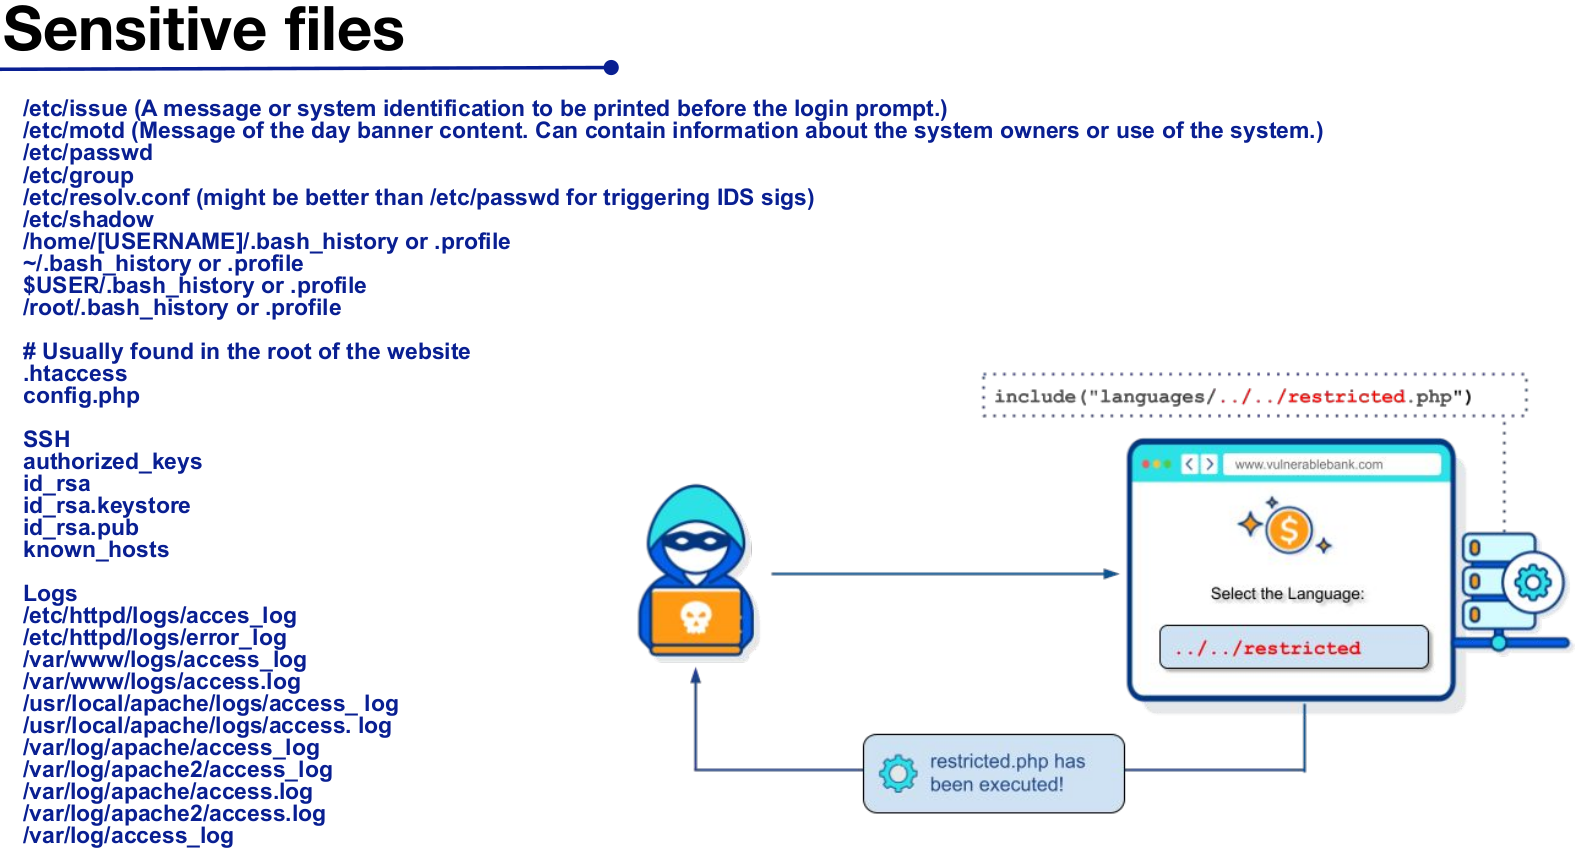 Sensitive files
/etc/issue (A message or system identification to be printed before the login prompt.)
/etc/motd (Message of the day banner content. Can contain information about the system owners or use of the system.)
/etc/passwd
/etc/group
/etc/resolv.conf (might be better than /etc/passwd for triggering IDS sigs)
/etc/shadow
/home/[USERNAME]/.bash_history or .profile
~/.bash_history or .profile
$USER/.bash_history or .profile
/root/.bash_history or .profile
# Usually found in the root of the website
.htaccess
config.php
SSH
authorized_keys
id_rsa
id_rsa.keystore
id_rsa.pub
known_hosts
Logs
/etc/httpd/logs/acces_log
/etc/httpd/logs/error_log
/var/www/logs/access_log
/var/www/logs/access.log
/usr/local/apache/logs/access_ log
/usr/local/apache/logs/access. log
/var/log/apache/access_log
/var/log/apache2/access_log
/var/log/apache/access.log
/var/log/apache2/access.log
/var/log/access_log
include("languages/../../restricted.php")
www.vulnerablebank.com
$
Select the Language:
../../restricted
restricted.php has
been executed!